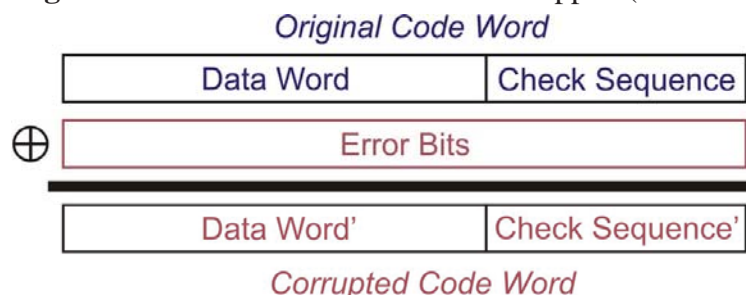 Original Code Word
Data Word Check Sequence
⊕ Error Bits
Data Word’ Check Sequence’
Corrupted Code Word